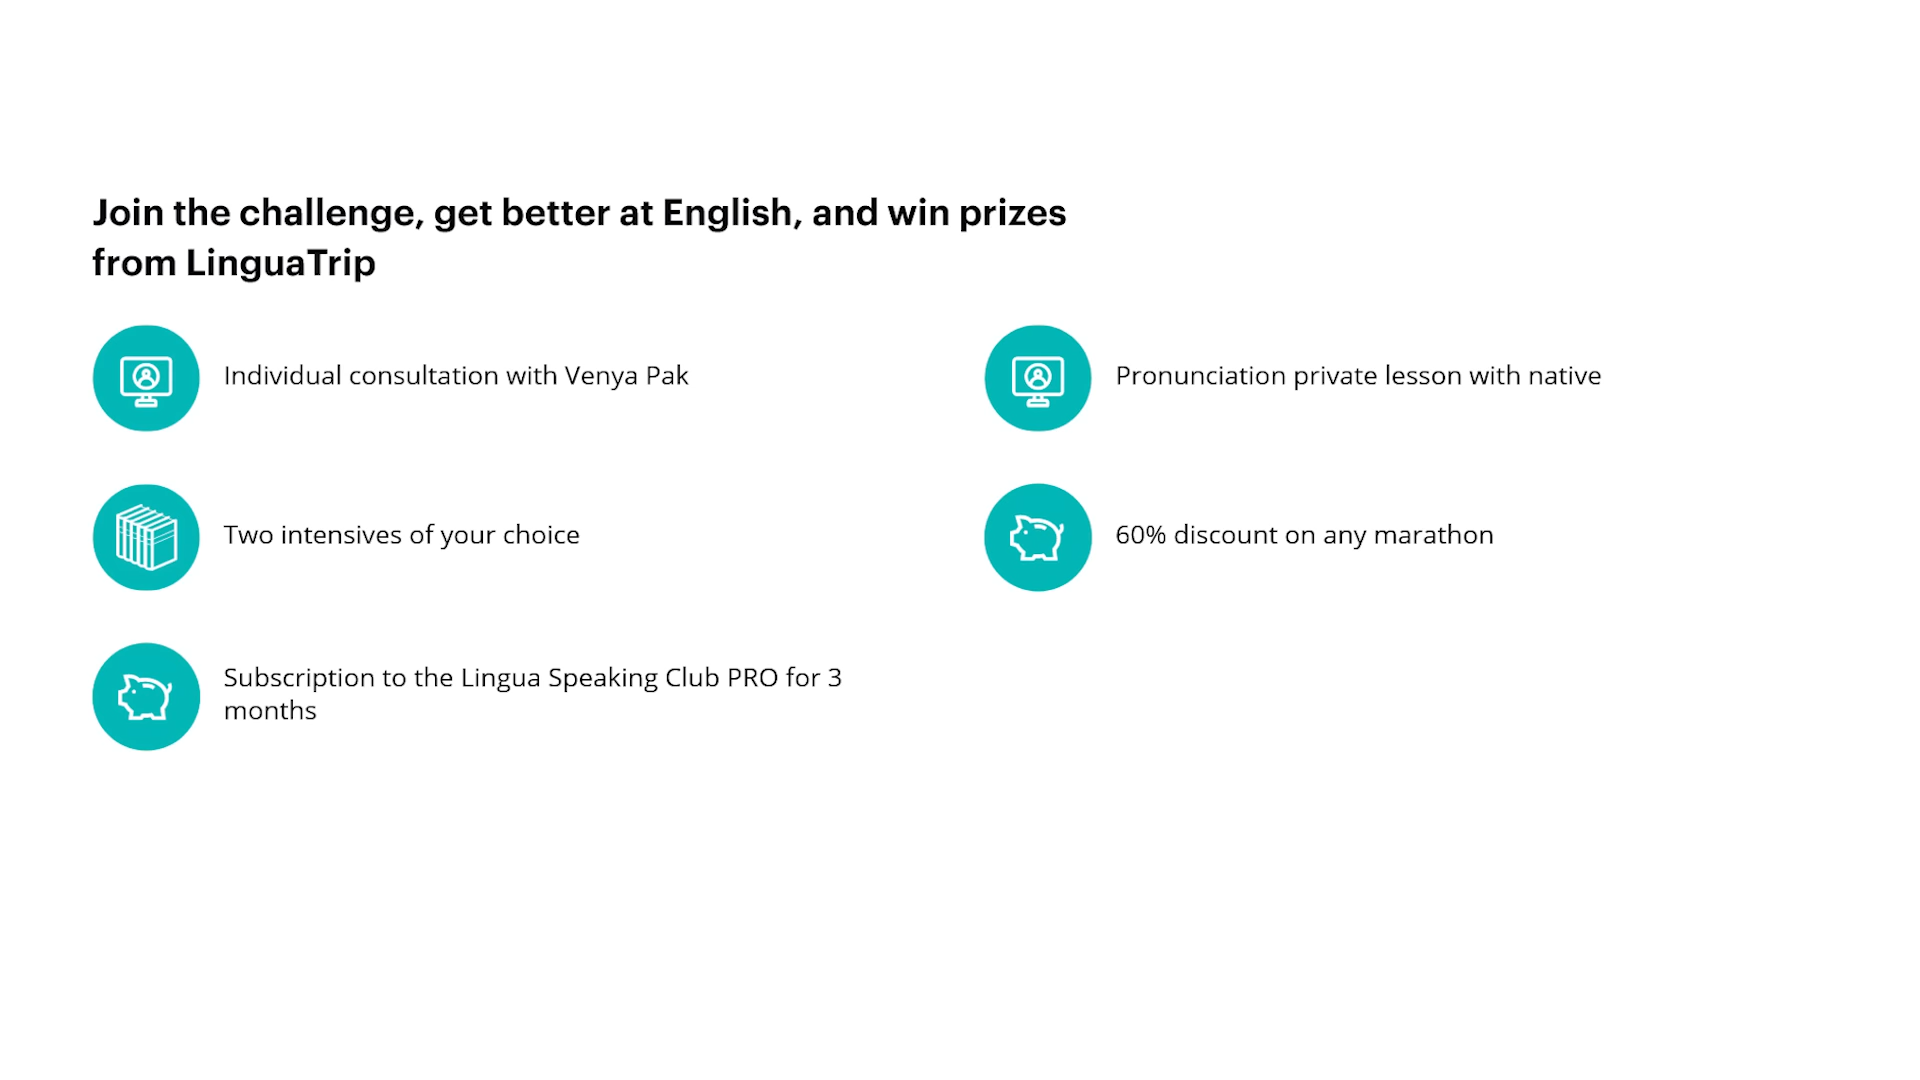 Join the challenge, get better at English, and win prizes
from LinguaTrip
Individual consultation with Venya Pak
Pronunciation private lesson with native
Two intensives of your choice
60% discount on any marathon
Subscription to the Lingua Speaking Club PRO for 3
months